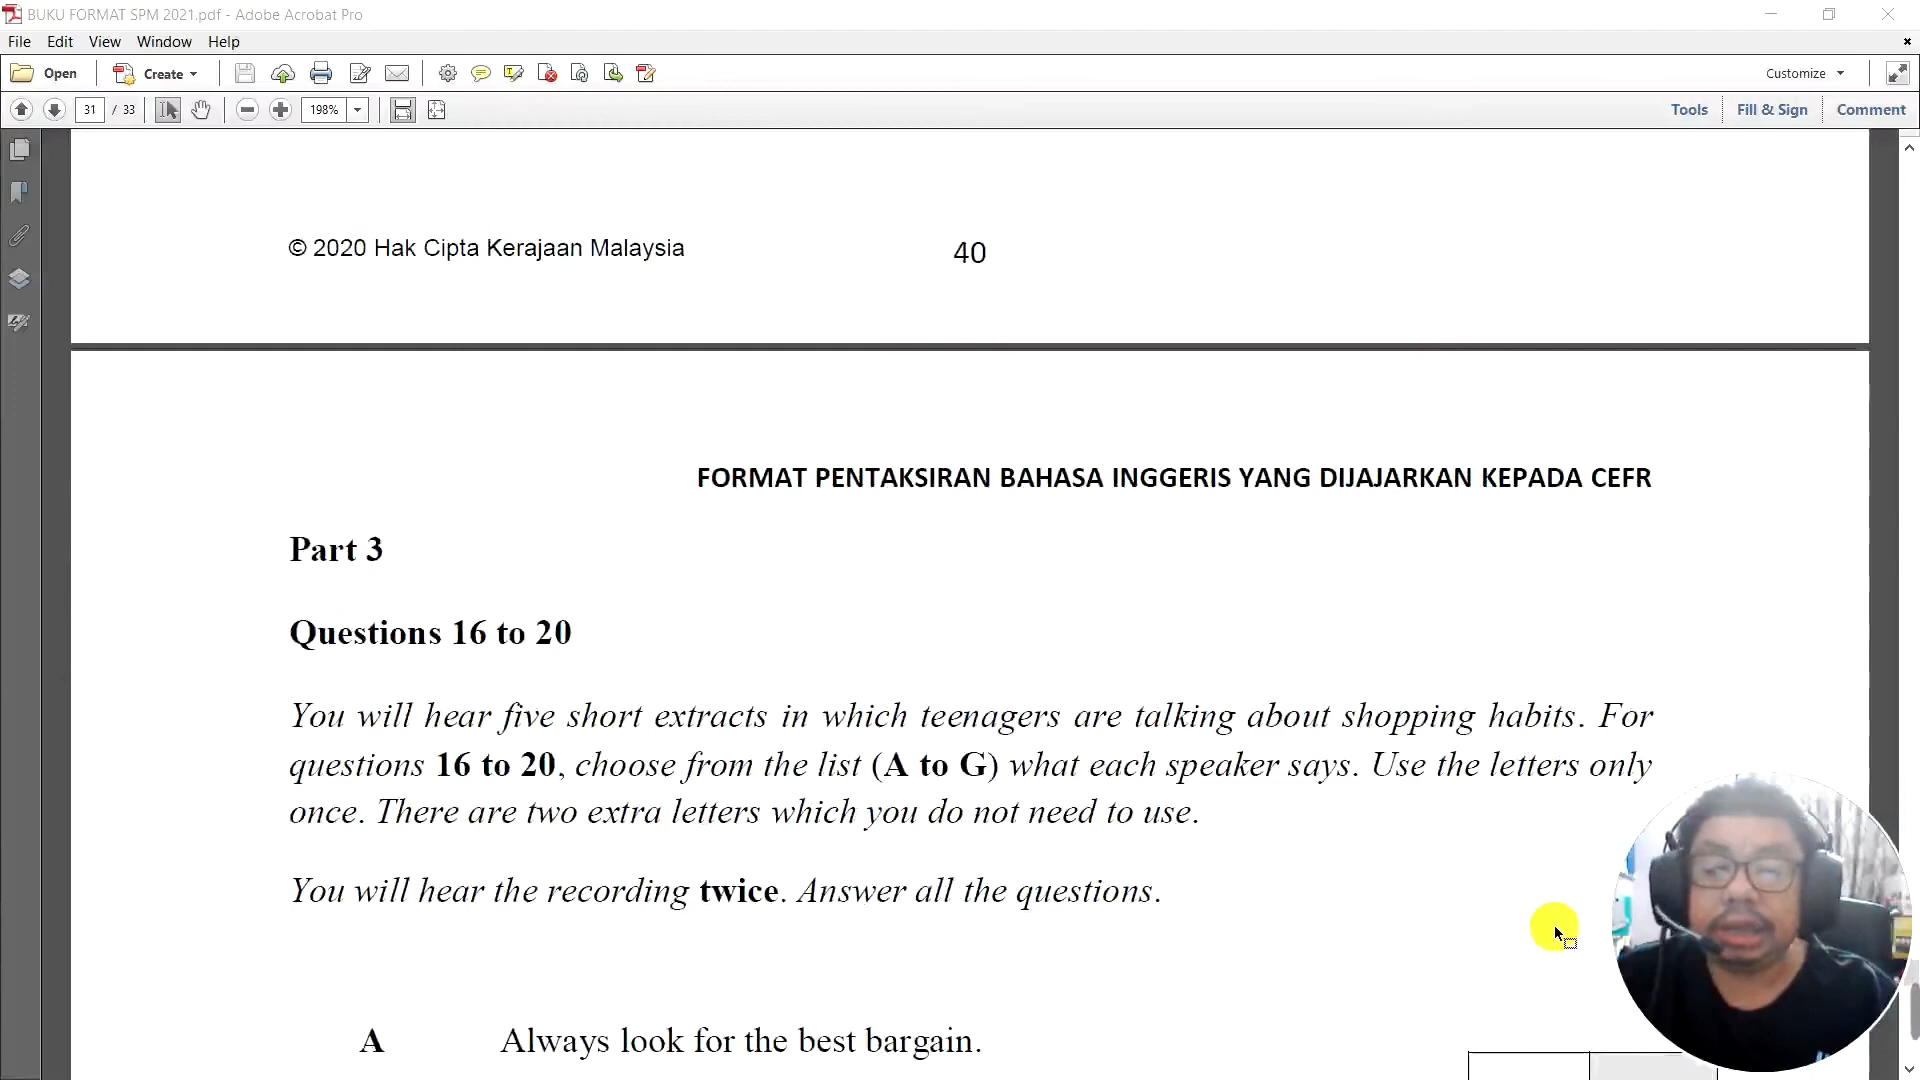 BUKU FORMAT SPM 2021.pdf - Adobe Acrobat Pro
File Edit View Window Help
Open Create Customize
31 / 33 198% Tools Fill & Sign Comment
© 2020 Hak Cipta Kerajaan Malaysia 40
FORMAT PENTAKSIRAN BAHASA INGGERIS YANG DIJAJARKAN KEPADA CEFR
Part 3
Questions 16 to 20
You will hear five short extracts in which teenagers are talking about shopping habits. For
questions 16 to 20, choose from the list (A to G) what each speaker says. Use the letters only
once. There are two extra letters which you do not need to use.
You will hear the recording twice. Answer all the questions.
A Always look for the best bargain.